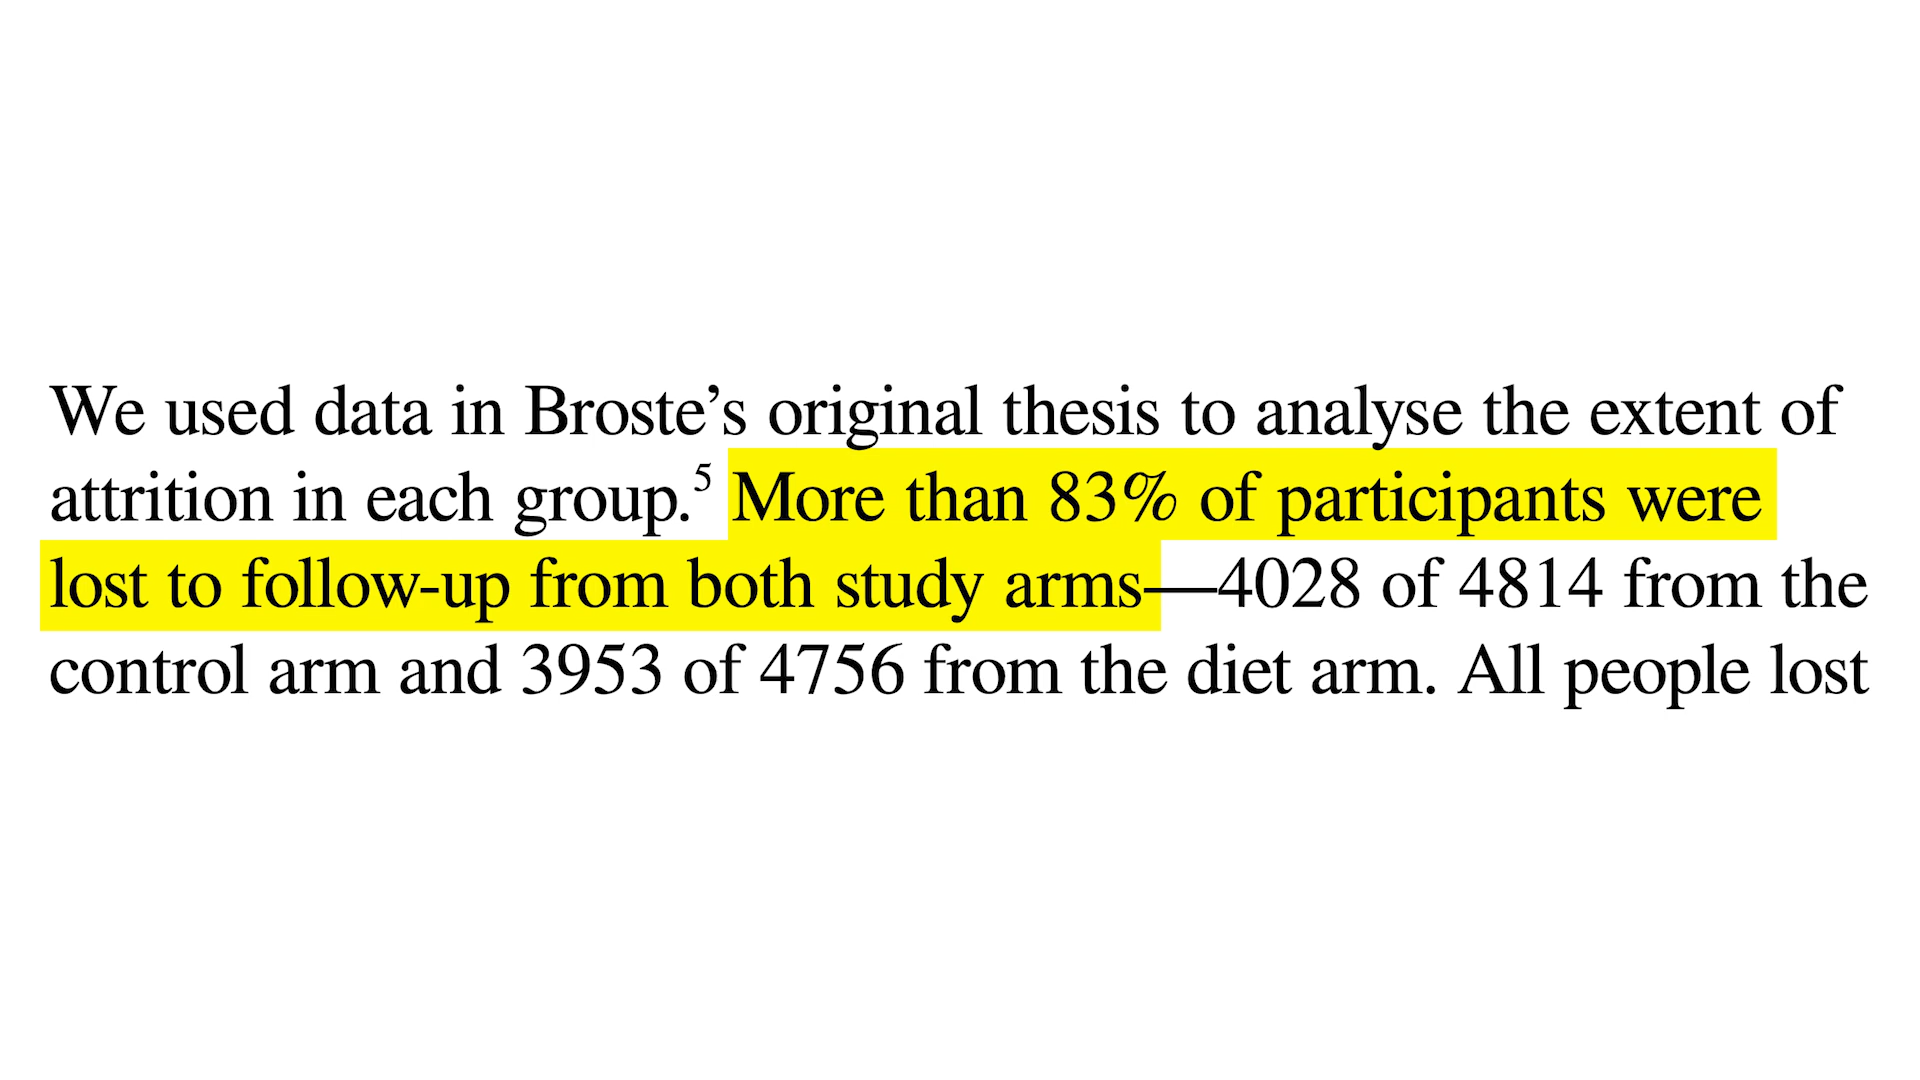 We used data in Broste’s original thesis to analyse the extent of
attrition in each group.5 More than 83% of participants were
lost to follow-up from both study arms—4028 of 4814 from the
control arm and 3953 of 4756 from the diet arm. All people lost